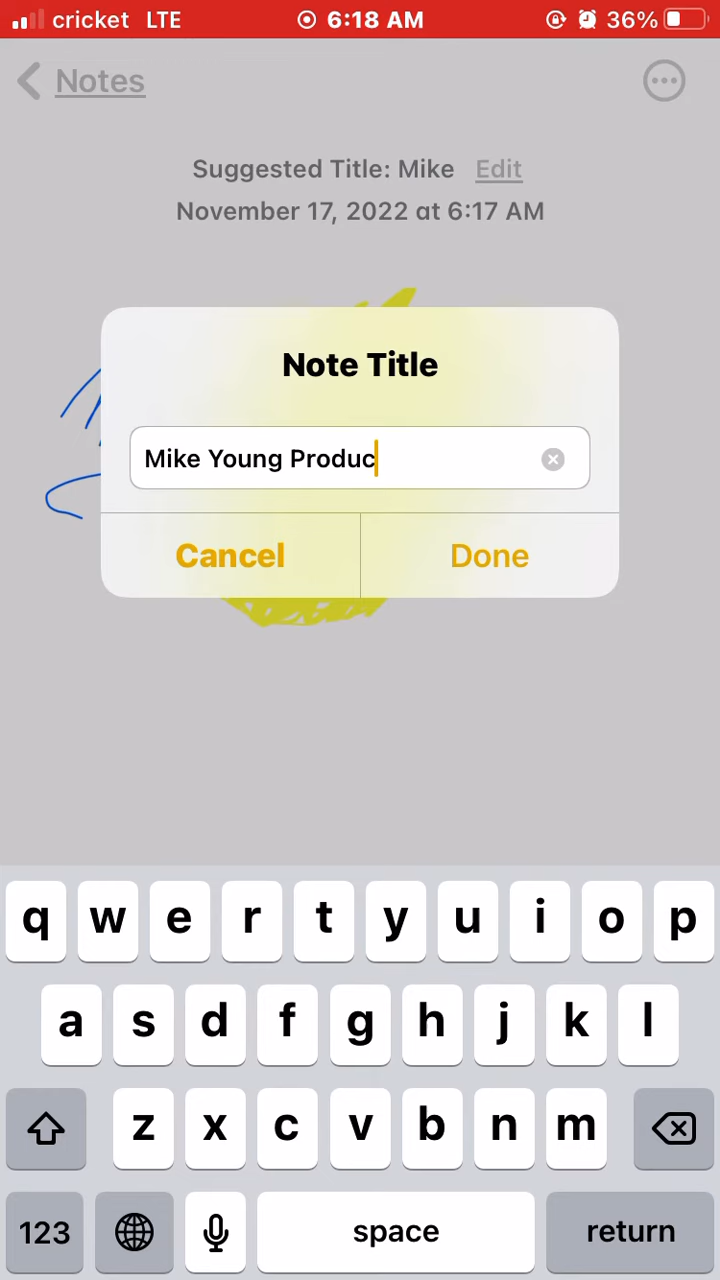 cricket LTE 6:18 AM 36%
Notes
Suggested Title: Mike Edit
November 17, 2022 at 6:17 AM
Note Title
Mike Young Produc
Cancel Done
q w e r t y u i o p
a s d f g h j k l
z x c v b n m
123 space return